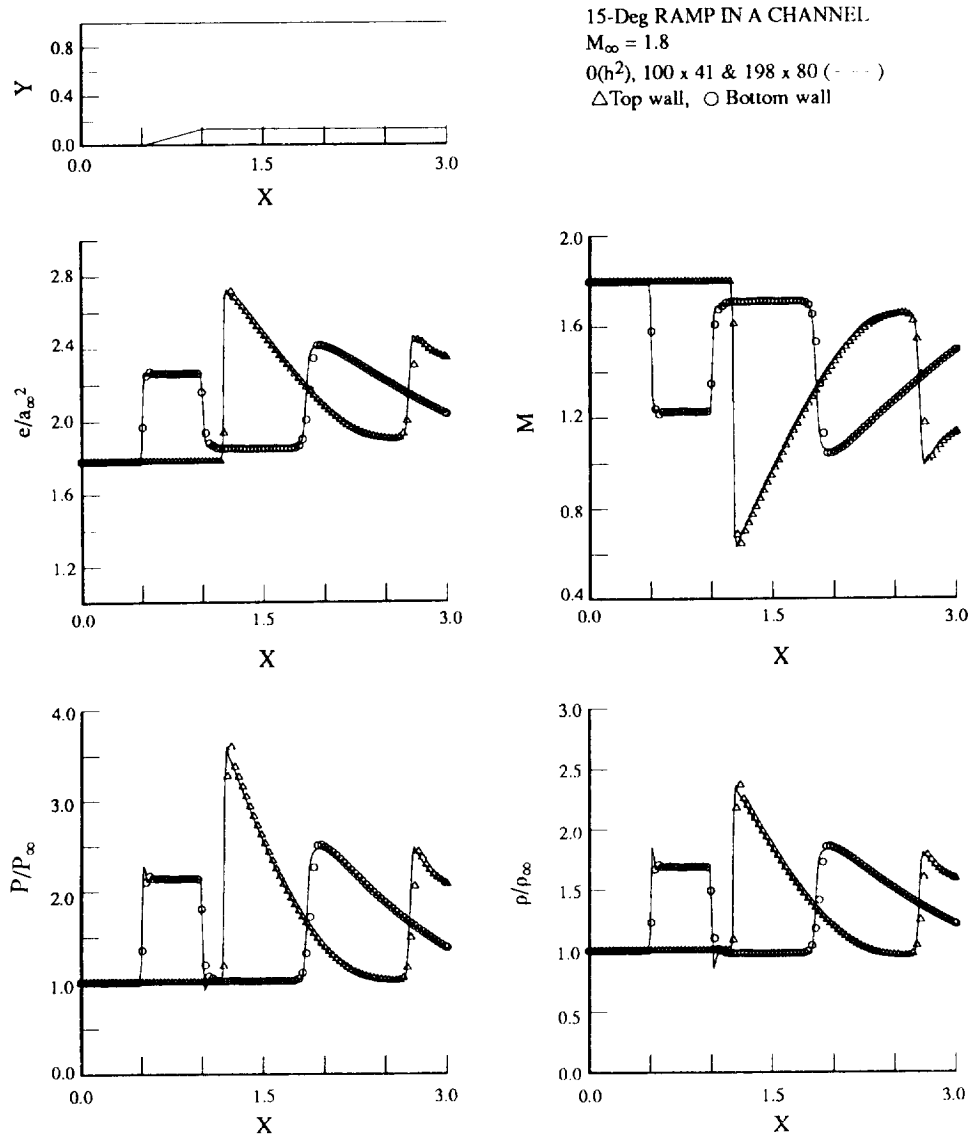 15-Deg RAMP IN A CHANNEL
M∞ = 1.8
0(h²), 100 x 41 & 198 x 80 (----)
△Top wall, ○ Bottom wall
Y
0.8
0.4
0.0
0.0 1.5 3.0
X
e/a∞²
2.8
2.4
2.0
1.6
1.2
0.0 1.5 3.0
X
M
2.0
1.6
1.2
0.8
0.4
0.0 1.5 3.0
X
P/P∞
4.0
3.0
2.0
1.0
0.0
0.0 1.5 3.0
X
ρ/ρ∞
3.0
2.5
2.0
1.5
1.0
0.5
0.0
0.0 1.5 3.0
X